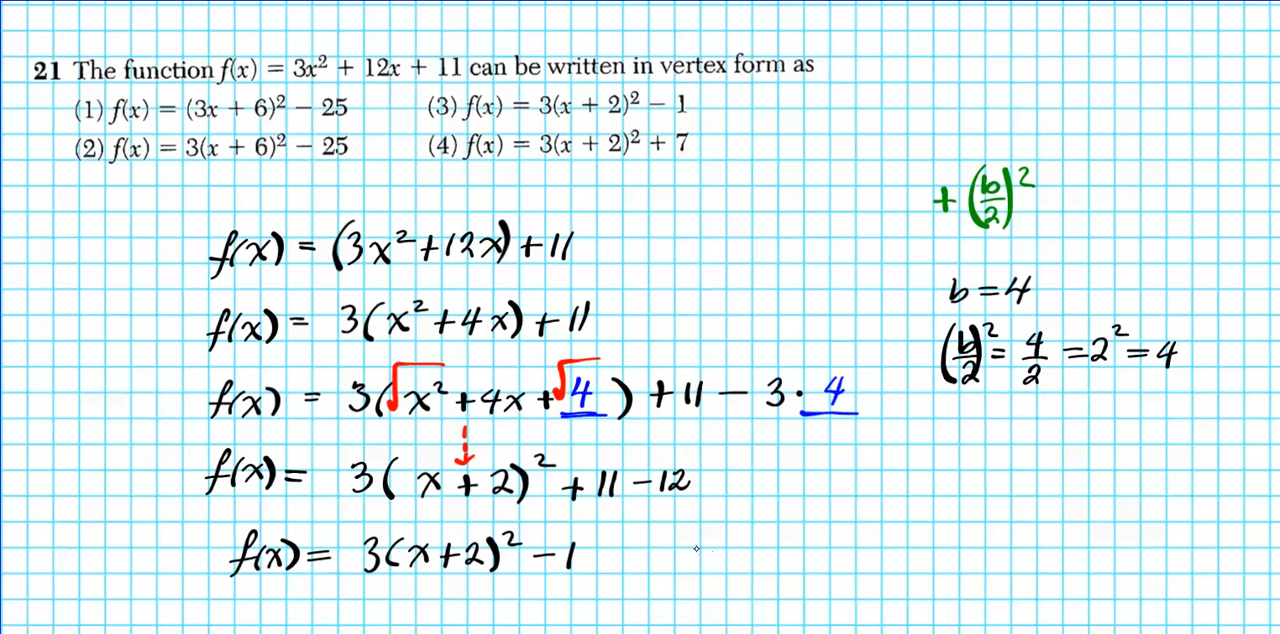 21 The function f(x) = 3x² + 12x + 11 can be written in vertex form as
(1) f(x) = (3x + 6)² − 25 (3) f(x) = 3(x + 2)² − 1
(2) f(x) = 3(x + 6)² − 25 (4) f(x) = 3(x + 2)² + 7
+ (b/2)²
f(x) = (3x² + 12x) + 11
b = 4
f(x) = 3(x² + 4x) + 11
(b/2)² = 4/2 = 2² = 4
f(x) = 3(√x² + 4x + √4) + 11 − 3 · 4
f(x) = 3(x + 2)² + 11 − 12
f(x) = 3(x + 2)² − 1